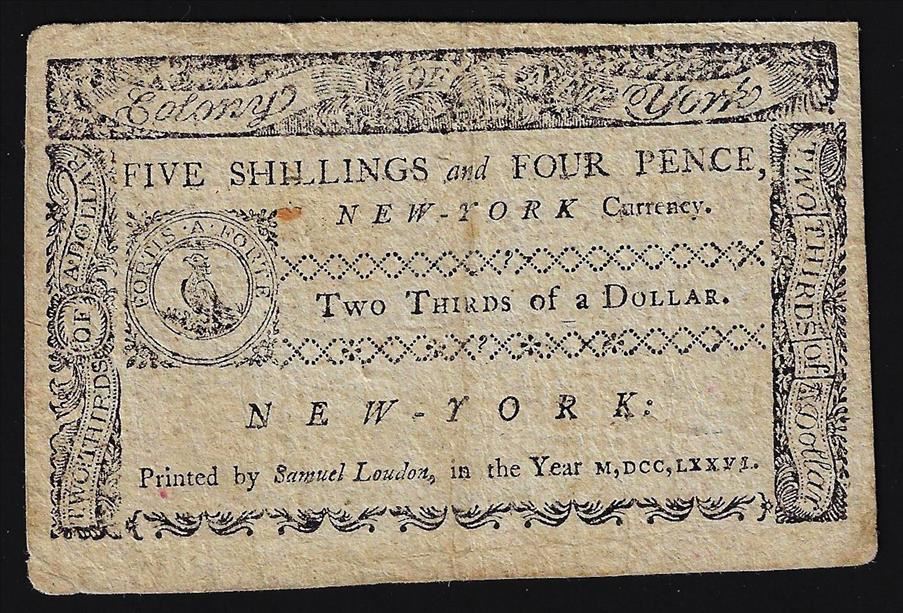 Colony OF New York
FIVE SHILLINGS and FOUR PENCE,
NEW-YORK Currency.
FORTIS · A · FORTE
TWO THIRDS of a DOLLAR.
NEW-YORK:
Printed by Samuel Loudon, in the Year M,DCC,LXXVI.
TWO THIRDS OF A DOLLAR
TWO THIRDS of a Dollar